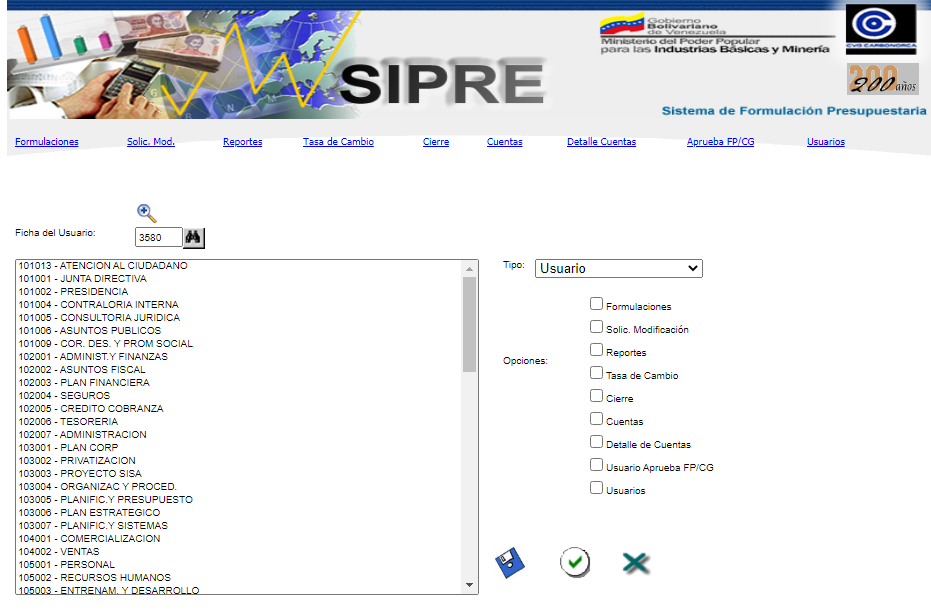 Gobierno
Bolivariano
de Venezuela
Ministerio del Poder Popular
para las Industrias Básicas y Minería
CVG CARBONORCA
200 años
SIPRE
Sistema de Formulación Presupuestaria
Formulaciones Solic. Mod. Reportes Tasa de Cambio Cierre Cuentas Detalle Cuentas Aprueba FP/CG Usuarios
Ficha del Usuario: 3580
101013 - ATENCION AL CIUDADANO
101001 - JUNTA DIRECTIVA
101002 - PRESIDENCIA
101004 - CONTRALORIA INTERNA
101005 - CONSULTORIA JURIDICA
101006 - ASUNTOS PUBLICOS
101009 - COR. DES. Y PROM SOCIAL
102001 - ADMINIST.Y FINANZAS
102002 - ASUNTOS FISCAL
102003 - PLAN FINANCIERA
102004 - SEGUROS
102005 - CREDITO COBRANZA
102006 - TESORERIA
102007 - ADMINISTRACION
103001 - PLAN CORP
103002 - PRIVATIZACION
103003 - PROYECTO SISA
103004 - ORGANIZAC Y PROCED.
103005 - PLANIFIC.Y PRESUPUESTO
103006 - PLAN ESTRATEGICO
103007 - PLANIFIC.Y SISTEMAS
104001 - COMERCIALIZACION
104002 - VENTAS
105001 - PERSONAL
105002 - RECURSOS HUMANOS
105003 - ENTRENAM. Y DESARROLLO
Tipo: Usuario
Opciones:
Formulaciones
Solic. Modificación
Reportes
Tasa de Cambio
Cierre
Cuentas
Detalle de Cuentas
Usuario Aprueba FP/CG
Usuarios